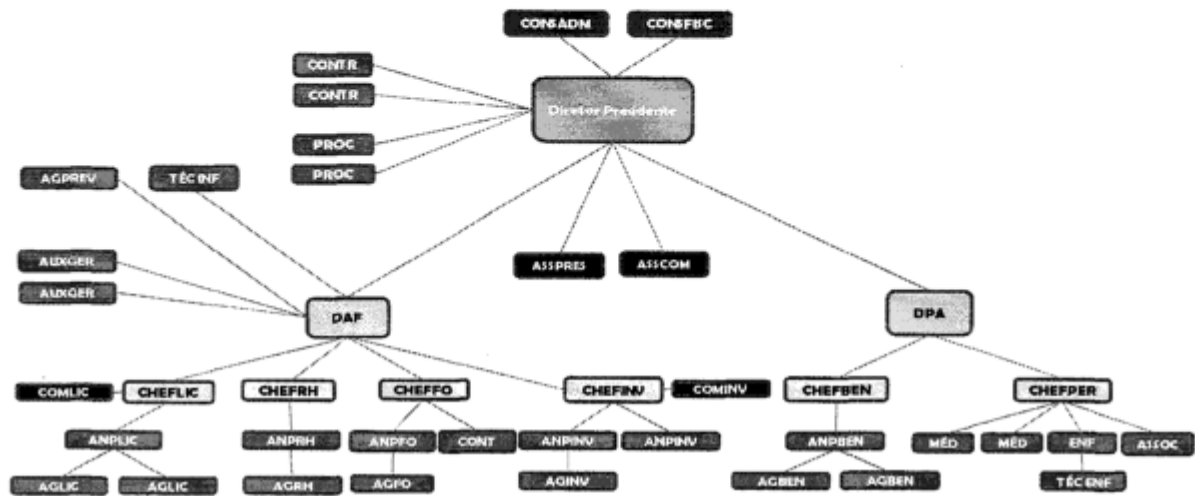 CONSADM
CONSFISC
CONTR
CONTR
Diretor Presidente
PROC
PROC
AGPREV
TÉC INF
AUXGER
AUXGER
ASSPRES
ASSCOM
DAF
DPA
COMLIC
CHEFLIC
CHEFRH
CHEFFO
CHEFINV
COMINV
CHEFBEN
CHEFPER
ANPLIC
ANPRH
ANPFO
CONT
ANPINV
ANPINV
ANPBEN
MÉD
MÉD
ENF
ASSOC
AGLIC
AGLIC
AGRH
AGFO
AGINV
AGBEN
AGBEN
TÉC ENF